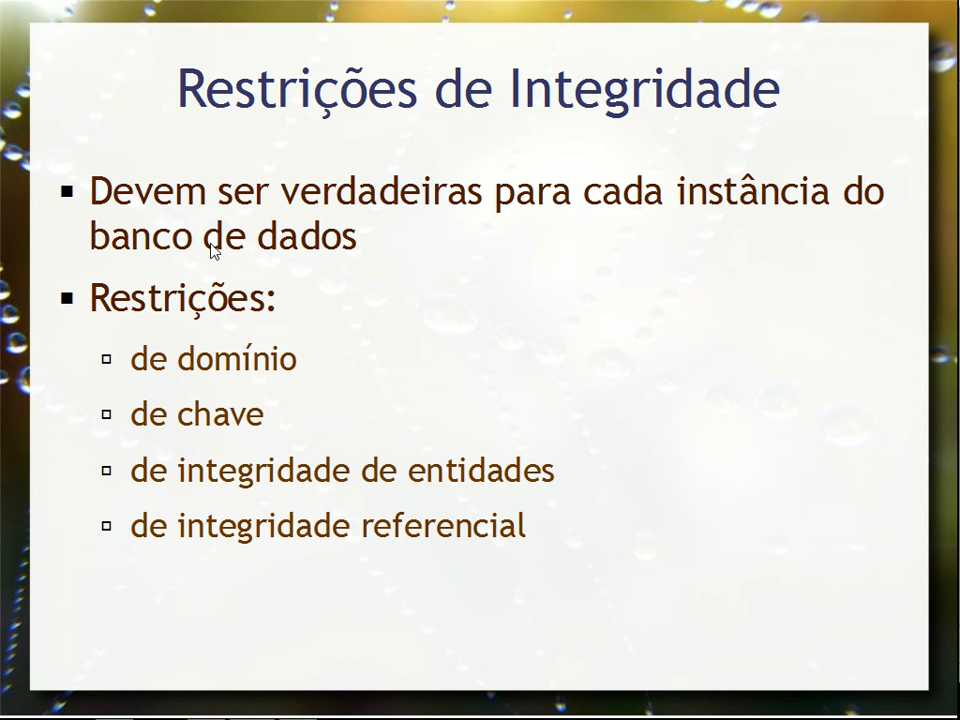 Restrições de Integridade
Devem ser verdadeiras para cada instância do
banco de dados
Restrições:
de domínio
de chave
de integridade de entidades
de integridade referencial